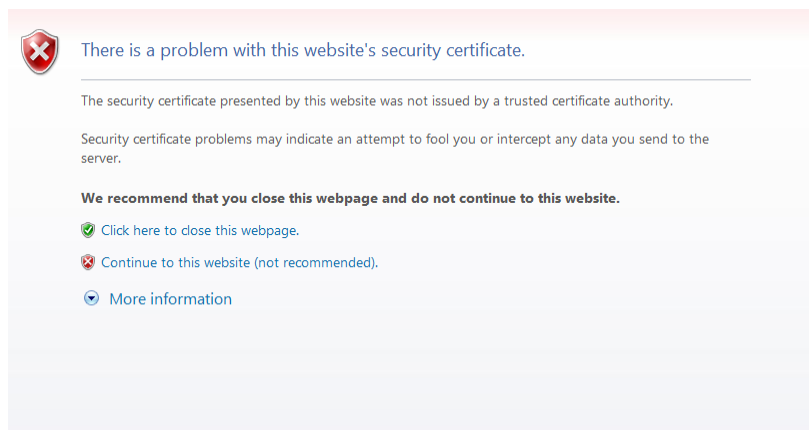 There is a problem with this website's security certificate.
The security certificate presented by this website was not issued by a trusted certificate authority.
Security certificate problems may indicate an attempt to fool you or intercept any data you send to the
server.
We recommend that you close this webpage and do not continue to this website.
Click here to close this webpage.
Continue to this website (not recommended).
More information